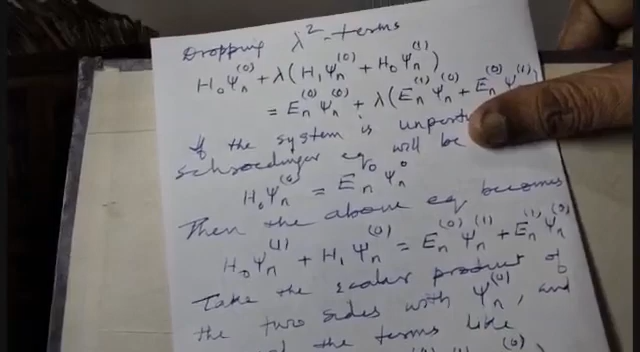 Dropping λ²-terms
H₀ψₙ⁽⁰⁾ + λ(H₁ψₙ⁽⁰⁾ + H₀ψₙ⁽¹⁾)
= Eₙ⁽⁰⁾ψₙ⁽⁰⁾ + λ(Eₙ⁽¹⁾ψₙ⁽⁰⁾ + Eₙ⁽⁰⁾ψₙ⁽¹⁾)
If the system is
Schroedinger eqⁿ will be
H₀ψₙ⁽⁰⁾ = Eₙ⁰ψₙ⁰
Then the above eq becomes
H₀ψₙ⁽¹⁾ + H₁ψₙ⁽⁰⁾ = Eₙ⁽⁰⁾ψₙ⁽¹⁾ + Eₙ⁽¹⁾ψₙ⁽⁰⁾
Take the scalar product of
the two sides with ψₙ⁽⁰⁾, and
the terms like